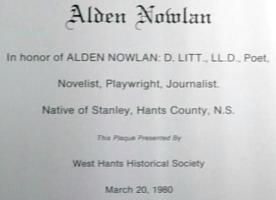 Alden Nowlan
In honor of ALDEN NOWLAN: D. LITT., LL.D., Poet,
Novelist, Playwright, Journalist.
Native of Stanley, Hants County, N.S.
This Plaque Presented By
West Hants Historical Society
March 20, 1980